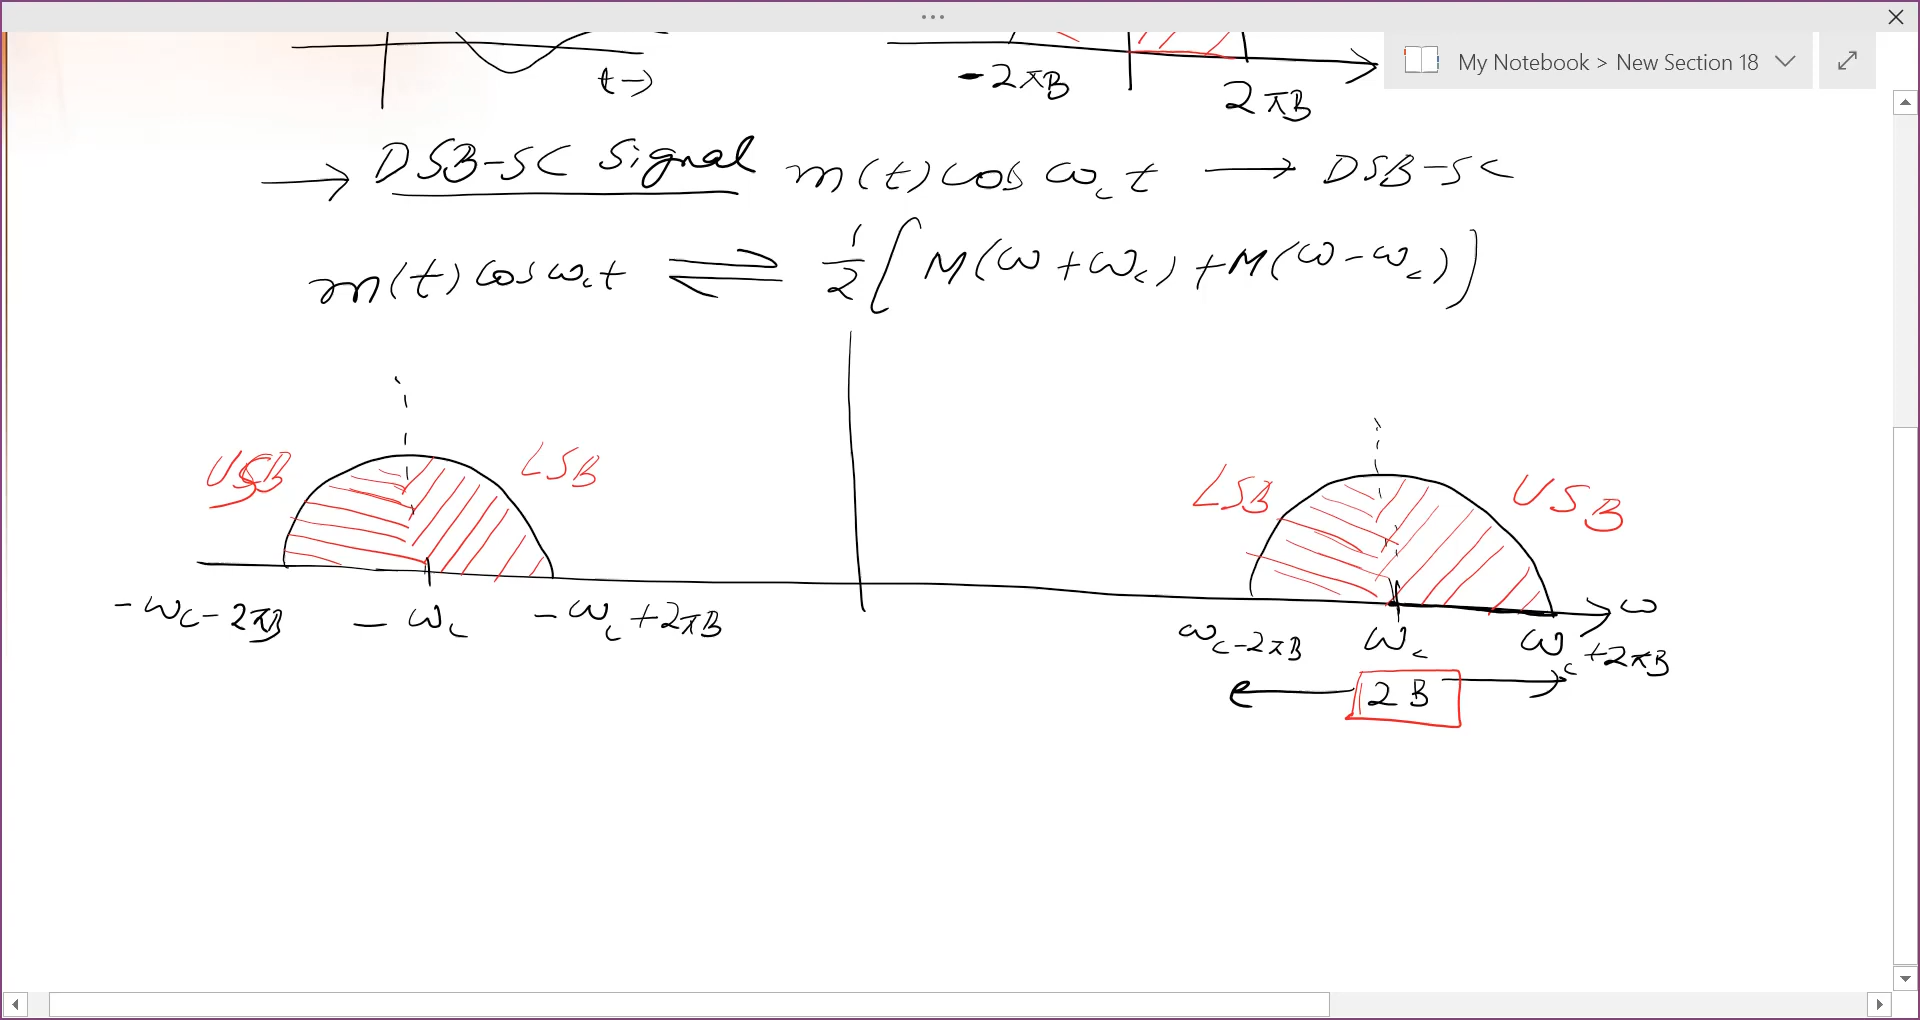 My Notebook > New Section 18
t →
-2πB
2πB
→ DSB-SC Signal m(t) cos ω_c t → DSB-SC
m(t) cos ω_c t ⇌ 1/2 [M(ω + ω_c) + M(ω - ω_c)]
USB LSB LSB USB
-ω_c - 2πB -ω_c -ω_c + 2πB ω_c - 2πB ω_c ω_c + 2πB ω
2B